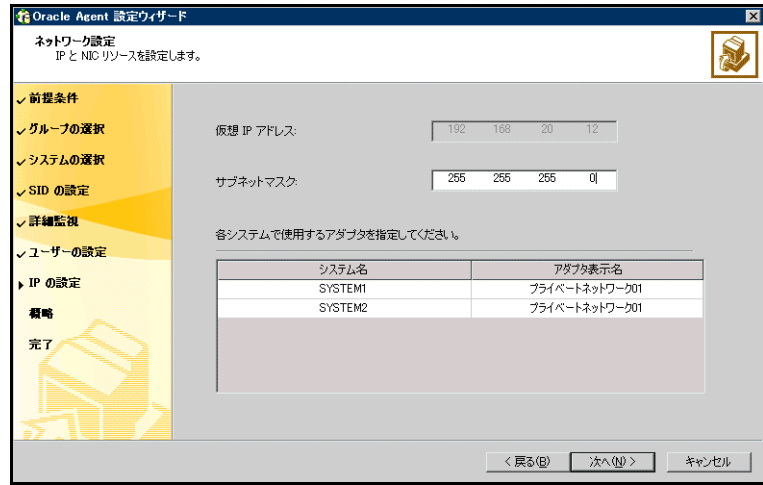 Oracle Agent 設定ウィザード
ネットワーク設定
IP と NIC リソースを設定します。
前提条件
グループの選択
システムの選択
SID の設定
詳細監視
ユーザーの設定
IP の設定
概略
完了
仮想 IP アドレス: 192 168 20 12
サブネットマスク: 255 255 255 0
各システムで使用するアダプタを指定してください。
システム名 アダプタ表示名
SYSTEM1 プライベートネットワーク01
SYSTEM2 プライベートネットワーク01
< 戻る(B) 次へ(N) > キャンセル